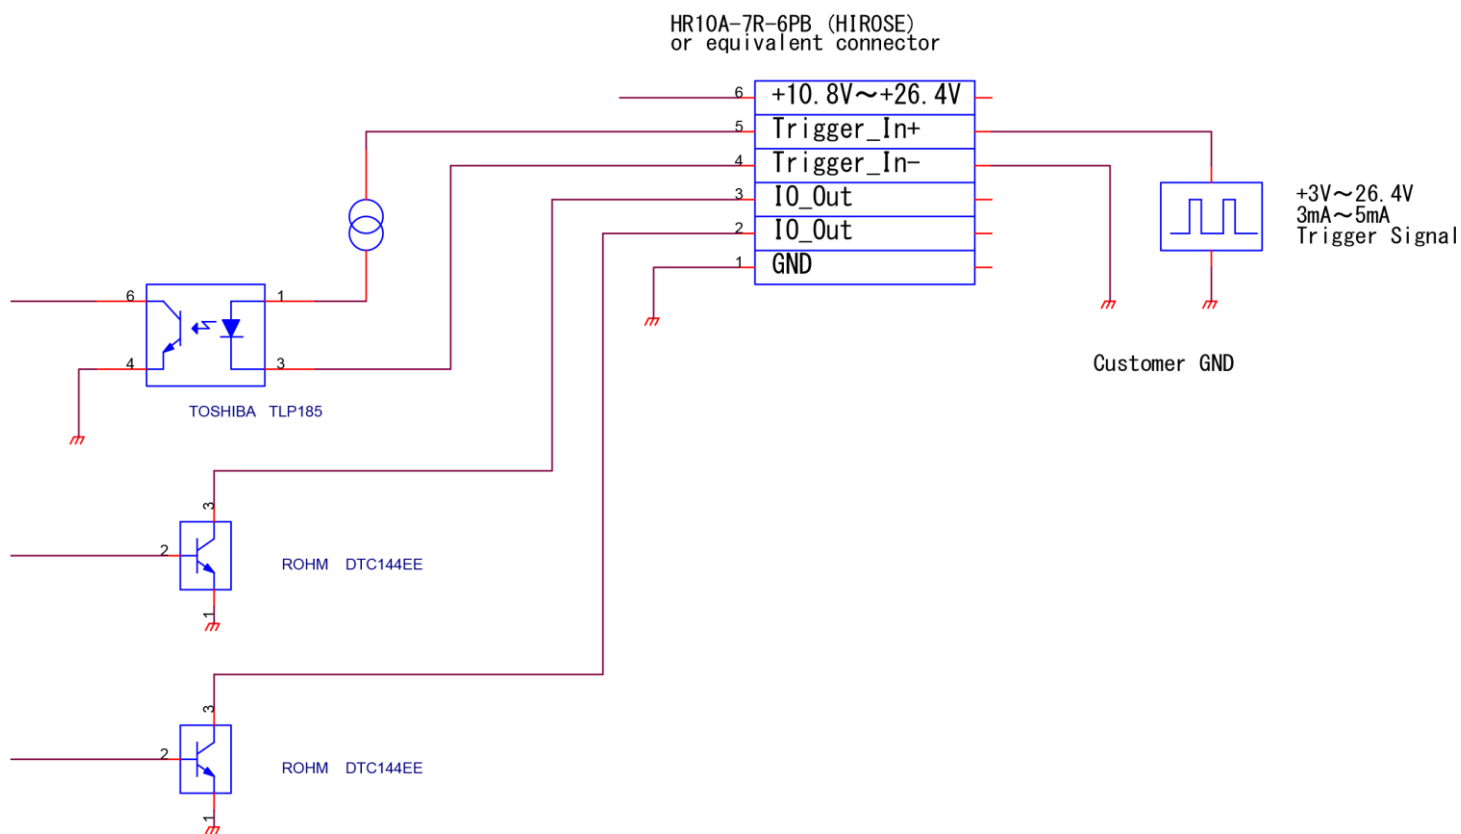 HR10A-7R-6PB (HIROSE)
or equivalent connector
6 +10.8V～+26.4V
5 Trigger_In+
4 Trigger_In-
3 IO_Out
2 IO_Out
1 GND
+3V～26.4V
3mA～5mA
Trigger Signal
Customer GND
6 1
4 3
TOSHIBA TLP185
3
2
ROHM DTC144EE
1
3
2
ROHM DTC144EE
1